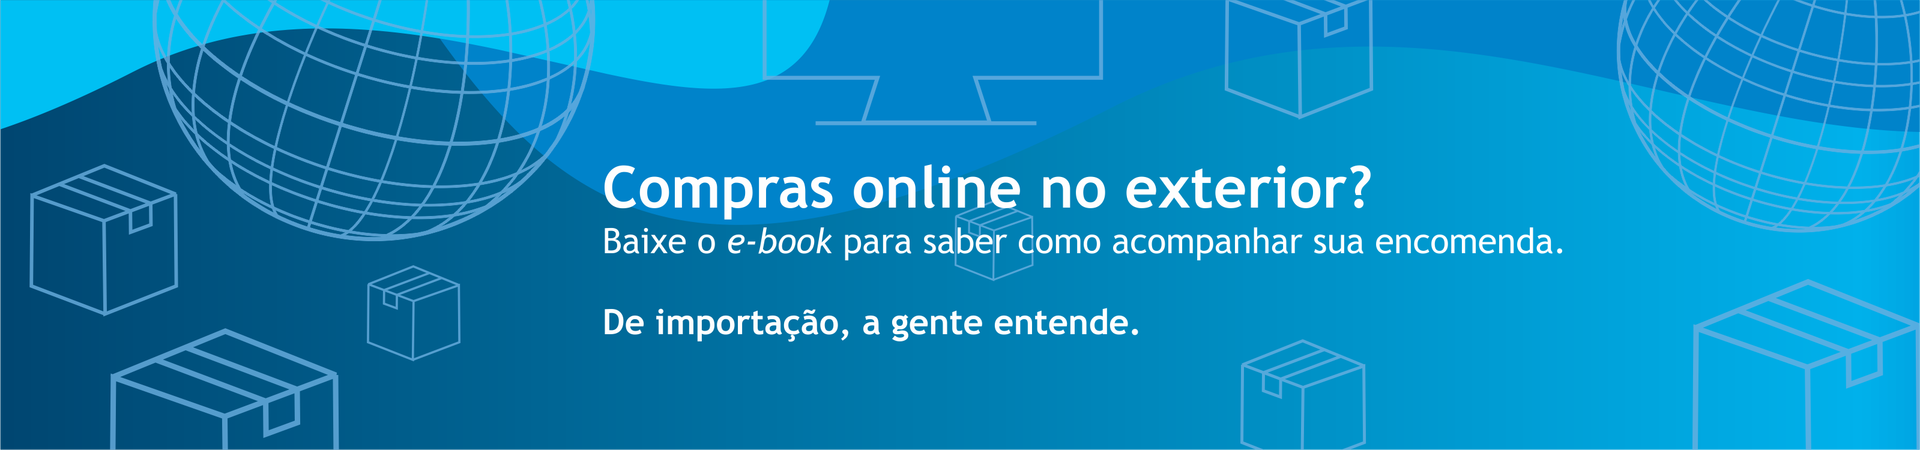 Compras online no exterior?
Baixe o e-book para saber como acompanhar sua encomenda.
De importação, a gente entende.